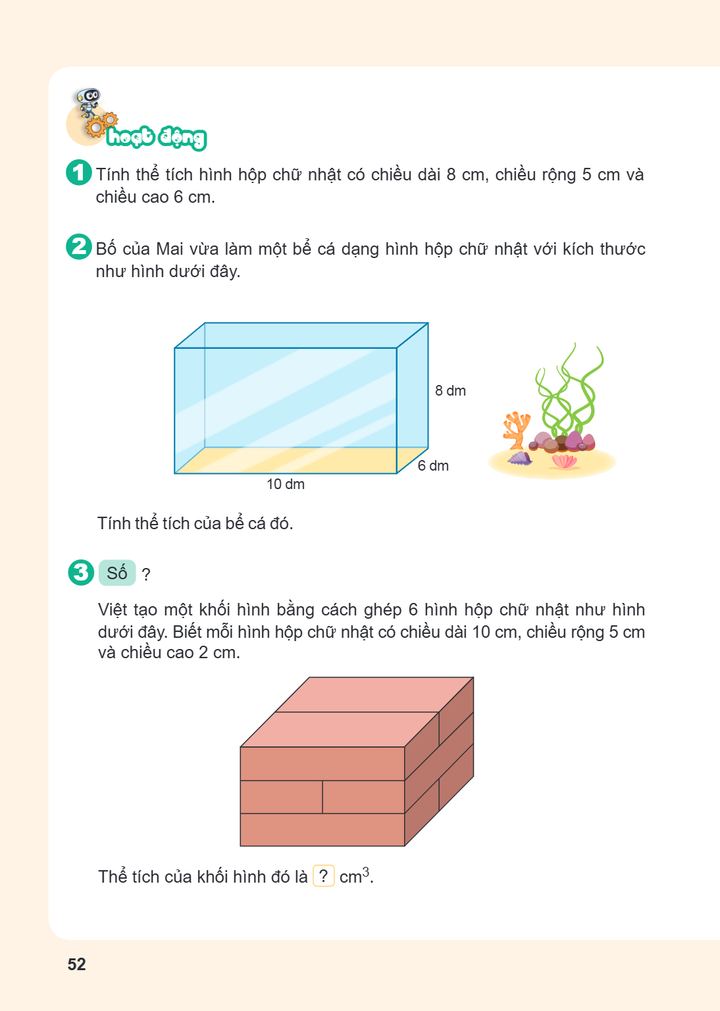 hoạt động
1 Tính thể tích hình hộp chữ nhật có chiều dài 8 cm, chiều rộng 5 cm và
chiều cao 6 cm.
2 Bố của Mai vừa làm một bể cá dạng hình hộp chữ nhật với kích thước
như hình dưới đây.
8 dm
6 dm
10 dm
Tính thể tích của bể cá đó.
3 Số ?
Việt tạo một khối hình bằng cách ghép 6 hình hộp chữ nhật như hình
dưới đây. Biết mỗi hình hộp chữ nhật có chiều dài 10 cm, chiều rộng 5 cm
và chiều cao 2 cm.
Thể tích của khối hình đó là ? cm³.
52